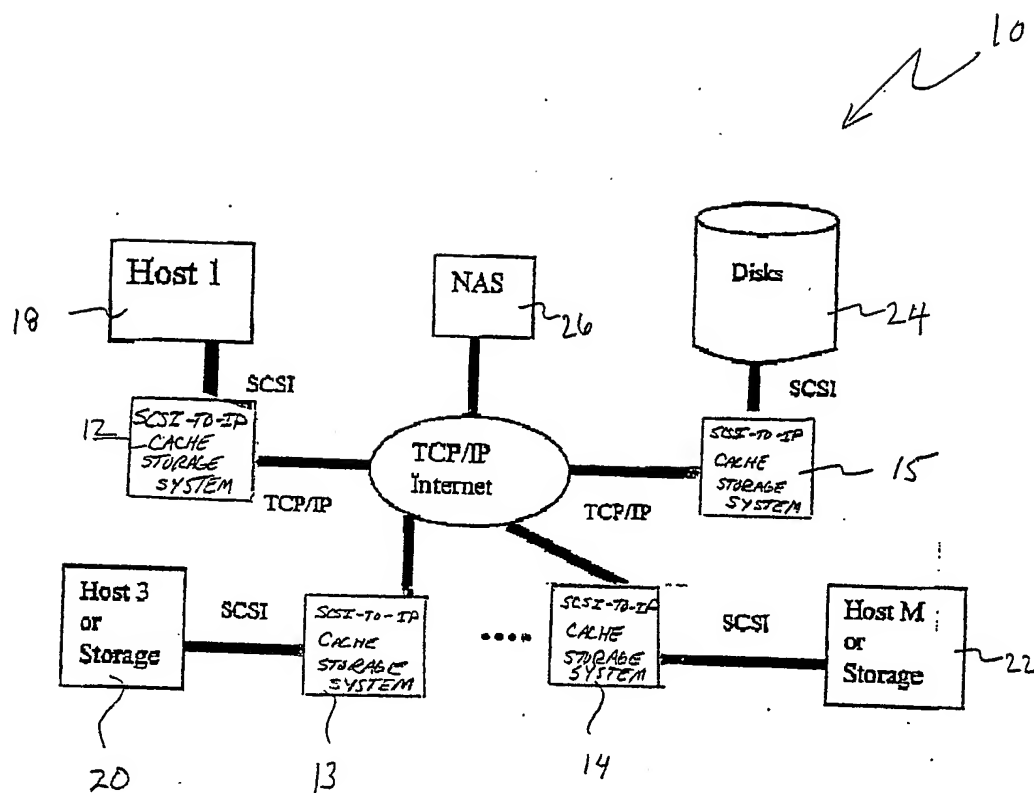 10
Host 1
18
NAS
26
Disks
24
SCSI
SCSI
SCSI-TO-IP
CACHE
STORAGE
SYSTEM
12
TCP/IP
Internet
TCP/IP
TCP/IP
SCSI-TO-IP
CACHE
STORAGE
SYSTEM
15
Host 3
or
Storage
20
SCSI
SCSI-TO-IP
CACHE
STORAGE
SYSTEM
13
....
SCSI-TO-IP
CACHE
STORAGE
SYSTEM
14
SCSI
Host M
or
Storage
22